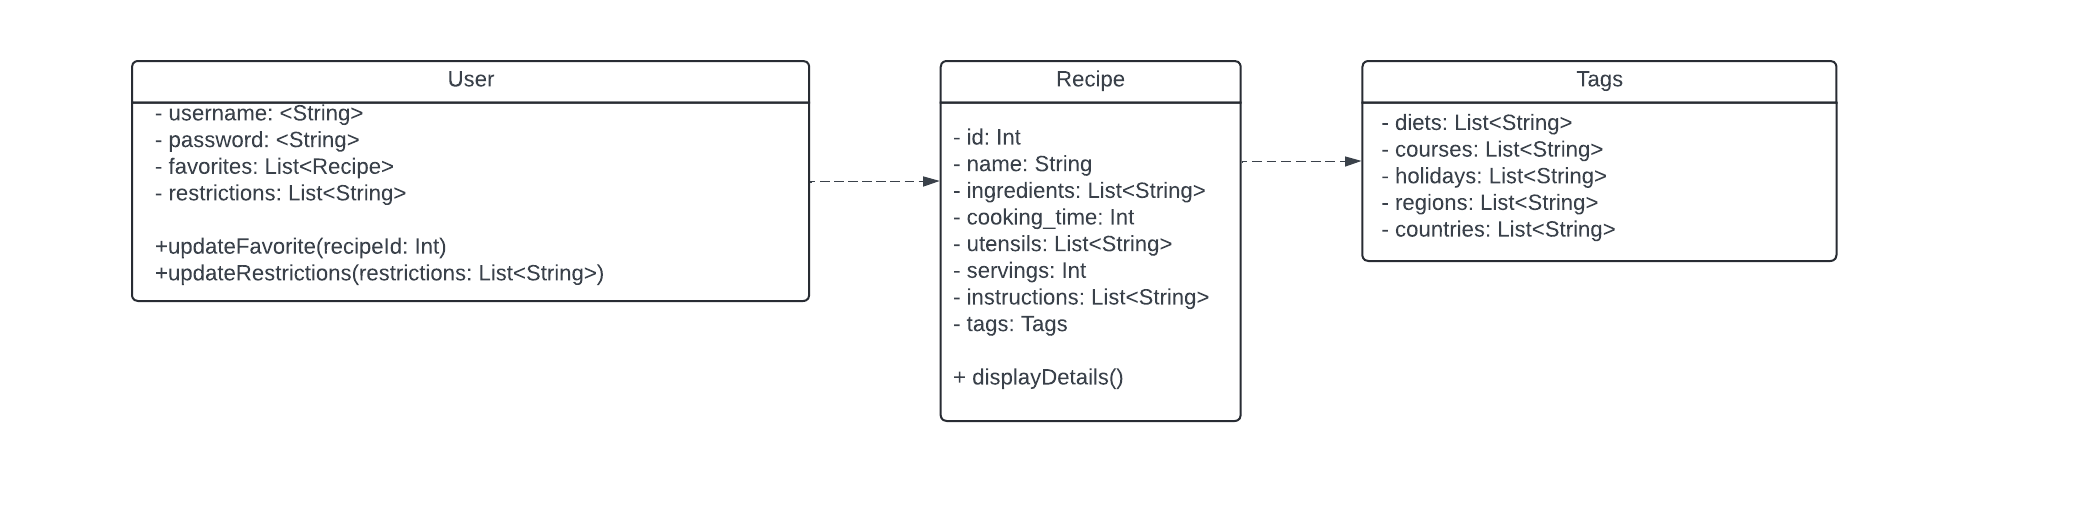 User
- username: <String>
- password: <String>
- favorites: List<Recipe>
- restrictions: List<String>
+updateFavorite(recipeId: Int)
+updateRestrictions(restrictions: List<String>)
Recipe
- id: Int
- name: String
- ingredients: List<String>
- cooking_time: Int
- utensils: List<String>
- servings: Int
- instructions: List<String>
- tags: Tags
+ displayDetails()
Tags
- diets: List<String>
- courses: List<String>
- holidays: List<String>
- regions: List<String>
- countries: List<String>